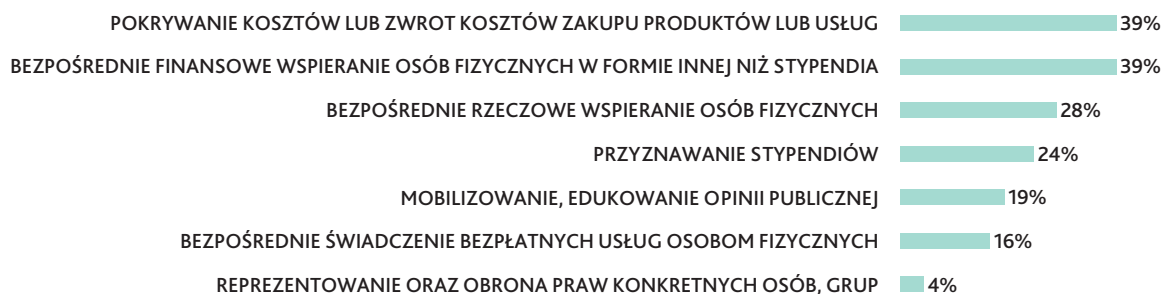 POKRYWANIE KOSZTÓW LUB ZWROT KOSZTÓW ZAKUPU PRODUKTÓW LUB USŁUG 39%
BEZPOŚREDNIE FINANSOWE WSPIERANIE OSÓB FIZYCZNYCH W FORMIE INNEJ NIŻ STYPENDIA 39%
BEZPOŚREDNIE RZECZOWE WSPIERANIE OSÓB FIZYCZNYCH 28%
PRZYZNAWANIE STYPENDIÓW 24%
MOBILIZOWANIE, EDUKOWANIE OPINII PUBLICZNEJ 19%
BEZPOŚREDNIE ŚWIADCZENIE BEZPŁATNYCH USŁUG OSOBOM FIZYCZNYCH 16%
REPREZENTOWANIE ORAZ OBRONA PRAW KONKRETNYCH OSÓB, GRUP 4%